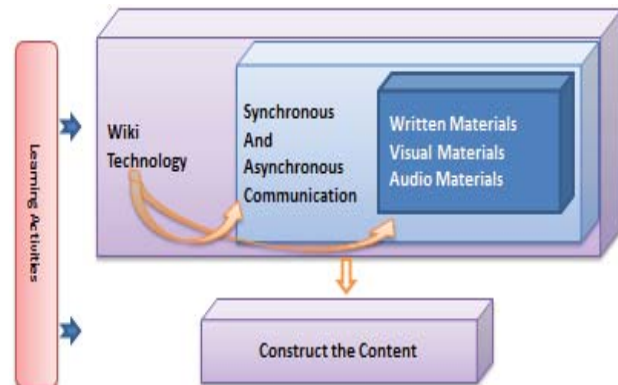 Learning Activities
Wiki
Technology
Synchronous
And
Asynchronous
Communication
Written Materials
Visual Materials
Audio Materials
Construct the Content